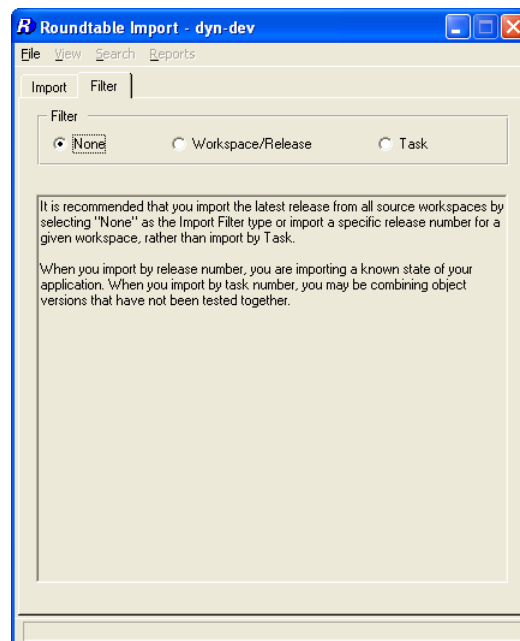 Roundtable Import - dyn-dev
File View Search Reports
Import Filter
Filter
None Workspace/Release Task
It is recommended that you import the latest release from all source workspaces by
selecting "None" as the Import Filter type or import a specific release number for a
given workspace, rather than import by Task.
When you import by release number, you are importing a known state of your
application. When you import by task number, you may be combining object
versions that have not been tested together.